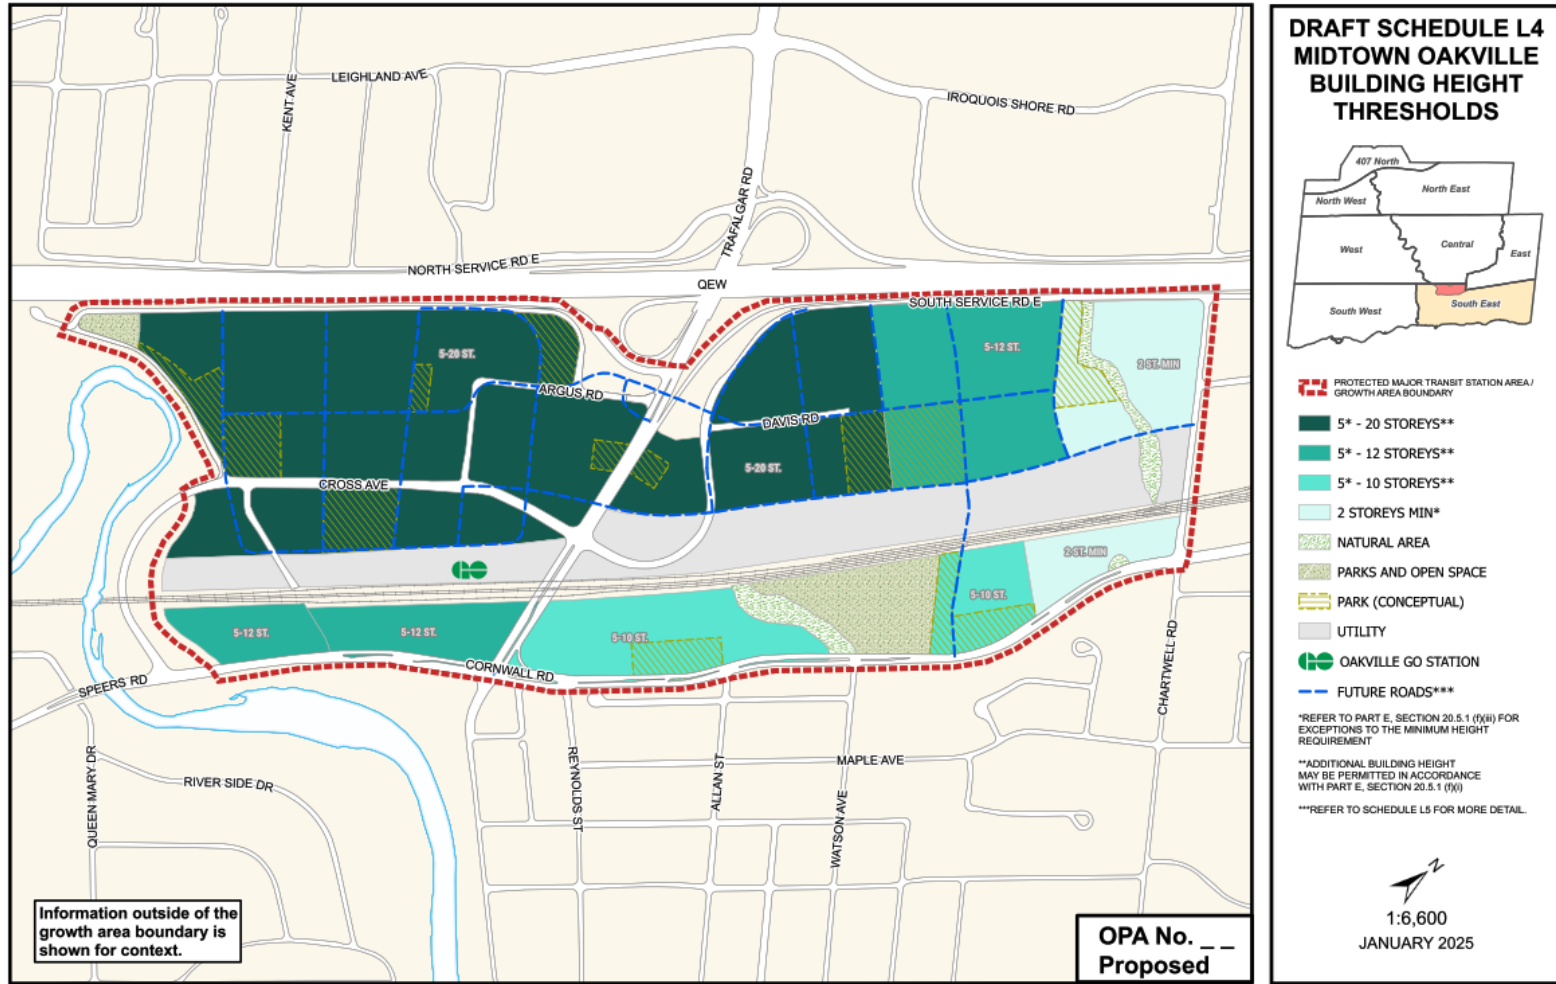 LEIGHLAND AVE
KENT AVE
IROQUOIS SHORE RD
TRAFALGAR RD
NORTH SERVICE RD E
QEW
SOUTH SERVICE RD E
5-20 ST.
5-12 ST.
2 ST. MIN
ARGUS RD
DAVIS RD
5-20 ST.
CROSS AVE
2 ST. MIN
5-10 ST.
5-12 ST.
5-12 ST.
5-10 ST.
CORNWALL RD
SPEERS RD
CHARTWELL RD
QUEEN MARY DR
RIVER SIDE DR
REYNOLDS ST
ALLAN ST
WATSON AVE
MAPLE AVE
Information outside of the
growth area boundary is
shown for context.
OPA No. _ _
Proposed
DRAFT SCHEDULE L4
MIDTOWN OAKVILLE
BUILDING HEIGHT
THRESHOLDS
407 North
North West
North East
West
Central
East
South West
South East
PROTECTED MAJOR TRANSIT STATION AREA /
GROWTH AREA BOUNDARY
5* - 20 STOREYS**
5* - 12 STOREYS**
5* - 10 STOREYS**
2 STOREYS MIN*
NATURAL AREA
PARKS AND OPEN SPACE
PARK (CONCEPTUAL)
UTILITY
OAKVILLE GO STATION
FUTURE ROADS***
*REFER TO PART E, SECTION 20.5.1 (f)(iii) FOR
EXCEPTIONS TO THE MINIMUM HEIGHT
REQUIREMENT
**ADDITIONAL BUILDING HEIGHT
MAY BE PERMITTED IN ACCORDANCE
WITH PART E, SECTION 20.5.1 (f)(i)
***REFER TO SCHEDULE L5 FOR MORE DETAIL.
N
1:6,600
JANUARY 2025